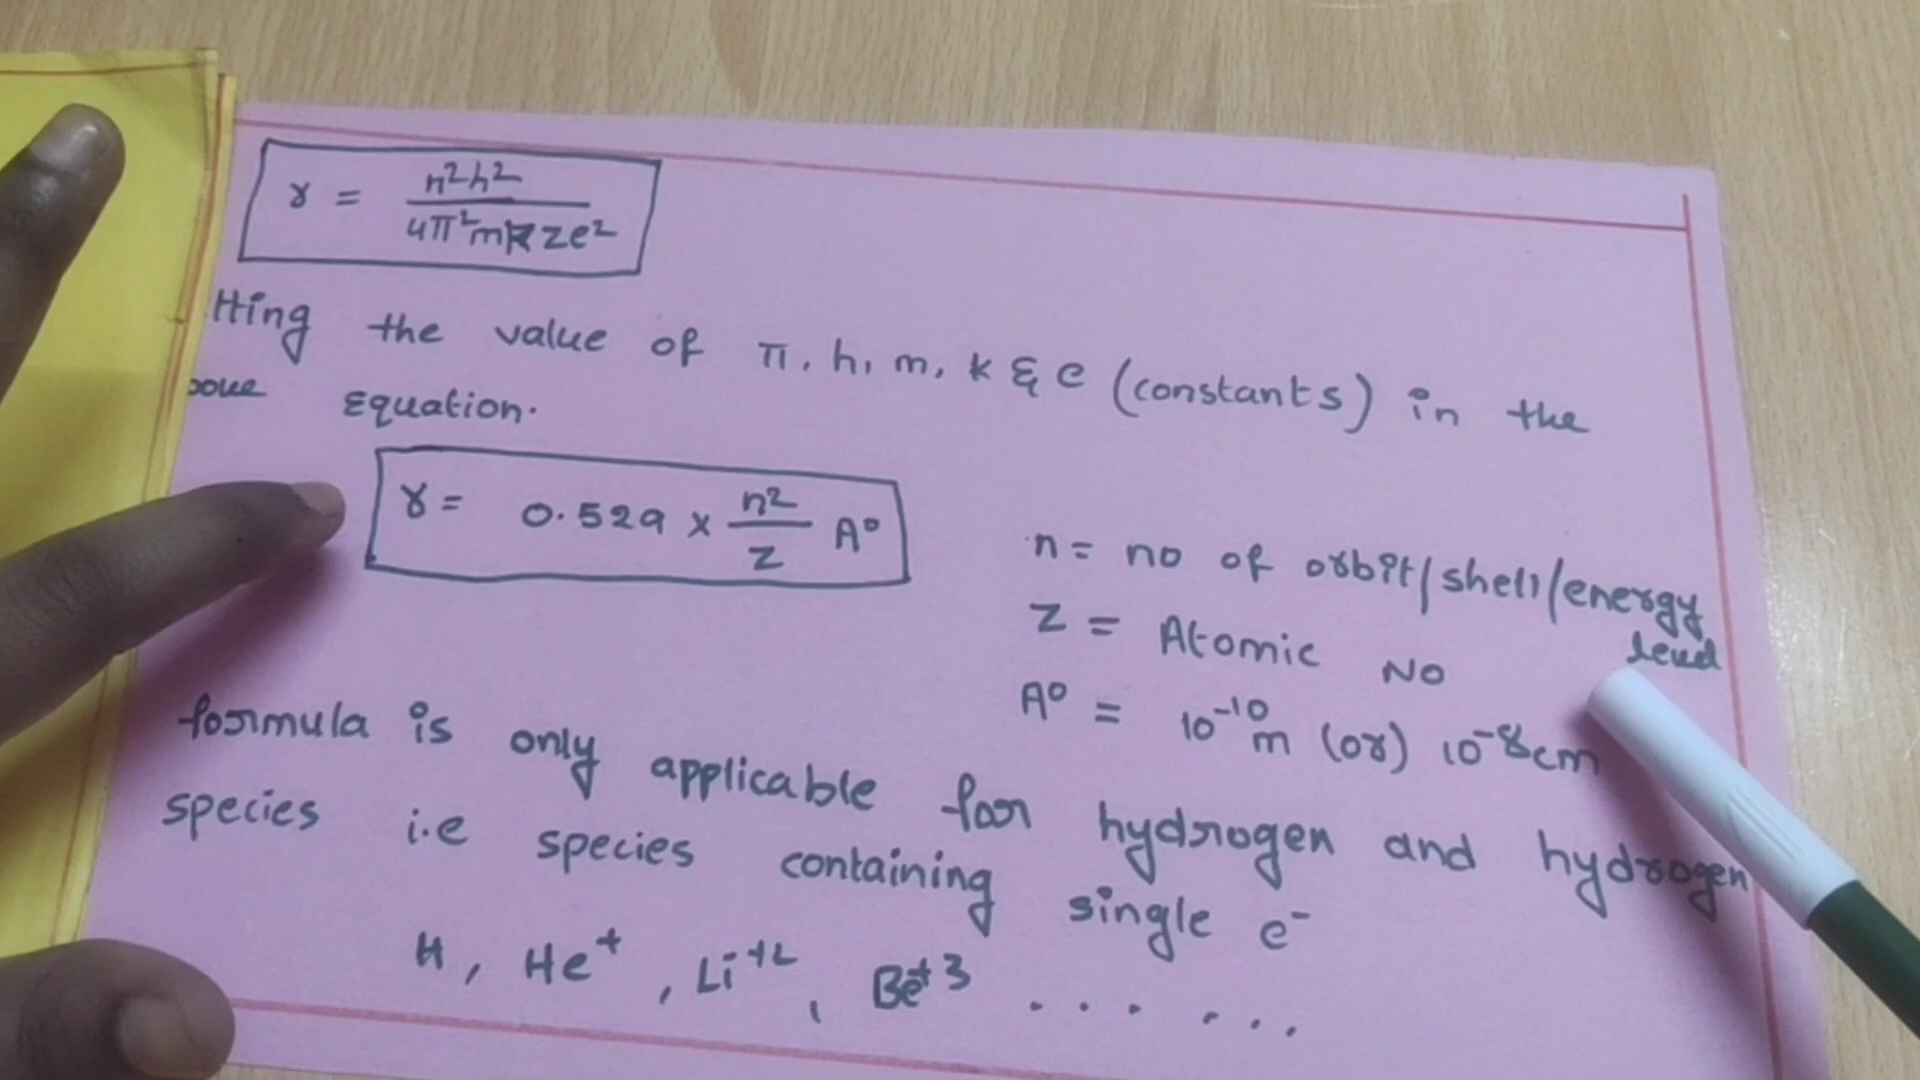 r = n²h² / 4π²mkze²
tting the value of π, h, m, k & e (constants) in the
bove Equation.
r = 0.529 x n²/z A°
n = no of orbit/shell/energy level
Z = Atomic No
A° = 10⁻¹⁰m (or) 10⁻⁸cm
formula is only applicable for hydrogen and hydrogen
species i.e species containing single e⁻
H, He⁺, Li⁺², Be⁺³ . . . . . .